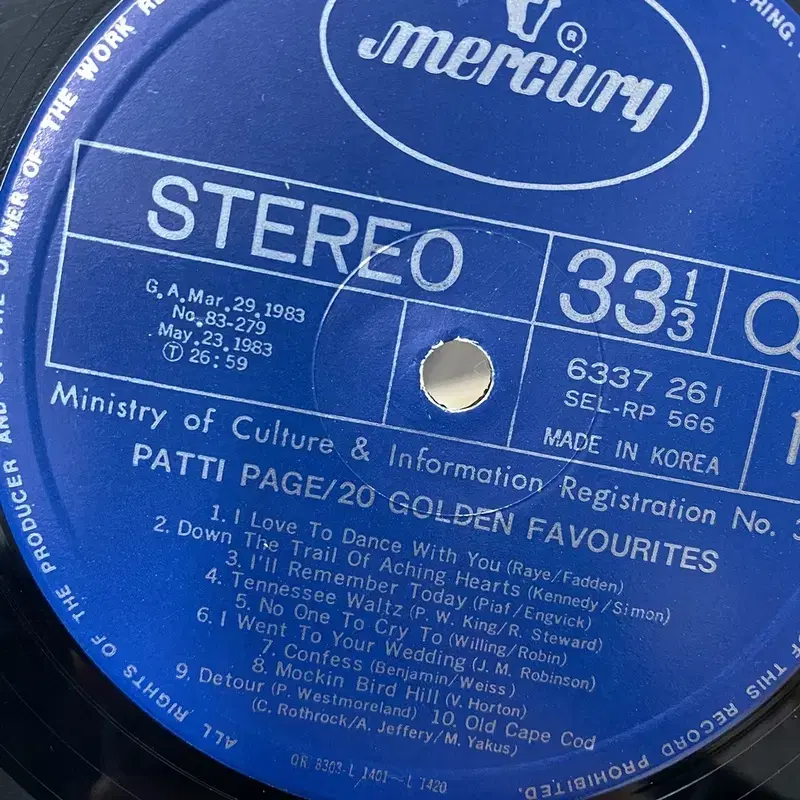 mercury
®
STEREO
33 1/3
G.A.Mar.29.1983
No.83-279
May.23.1983
Ⓣ 26:59
6337 261
SEL-RP 566
MADE IN KOREA
Ministry of Culture & Information Registration No.
PATTI PAGE/20 GOLDEN FAVOURITES
1. I Love To Dance With You (Raye/Fadden)
2. Down The Trail Of Aching Hearts (Kennedy/Simon)
3. I'll Remember Today (Piaf/Engvick)
4. Tennessee Waltz (P. W. King/R. Steward)
5. No One To Cry To (Willing/Robin)
6. I Went To Your Wedding (J. M. Robinson)
7. Confess (Benjamin/Weiss)
8. Mockin Bird Hill (V. Horton)
9. Detour (P. Westmoreland) 10. Old Cape Cod
(C. Rothrock/A. Jeffery/M. Yakus)
OR 8303-L 1401-L 1420
ALL RIGHTS OF THE PRODUCER AND OF THE OWNER OF THE WORK
OF THIS RECORD PROHIBITED.